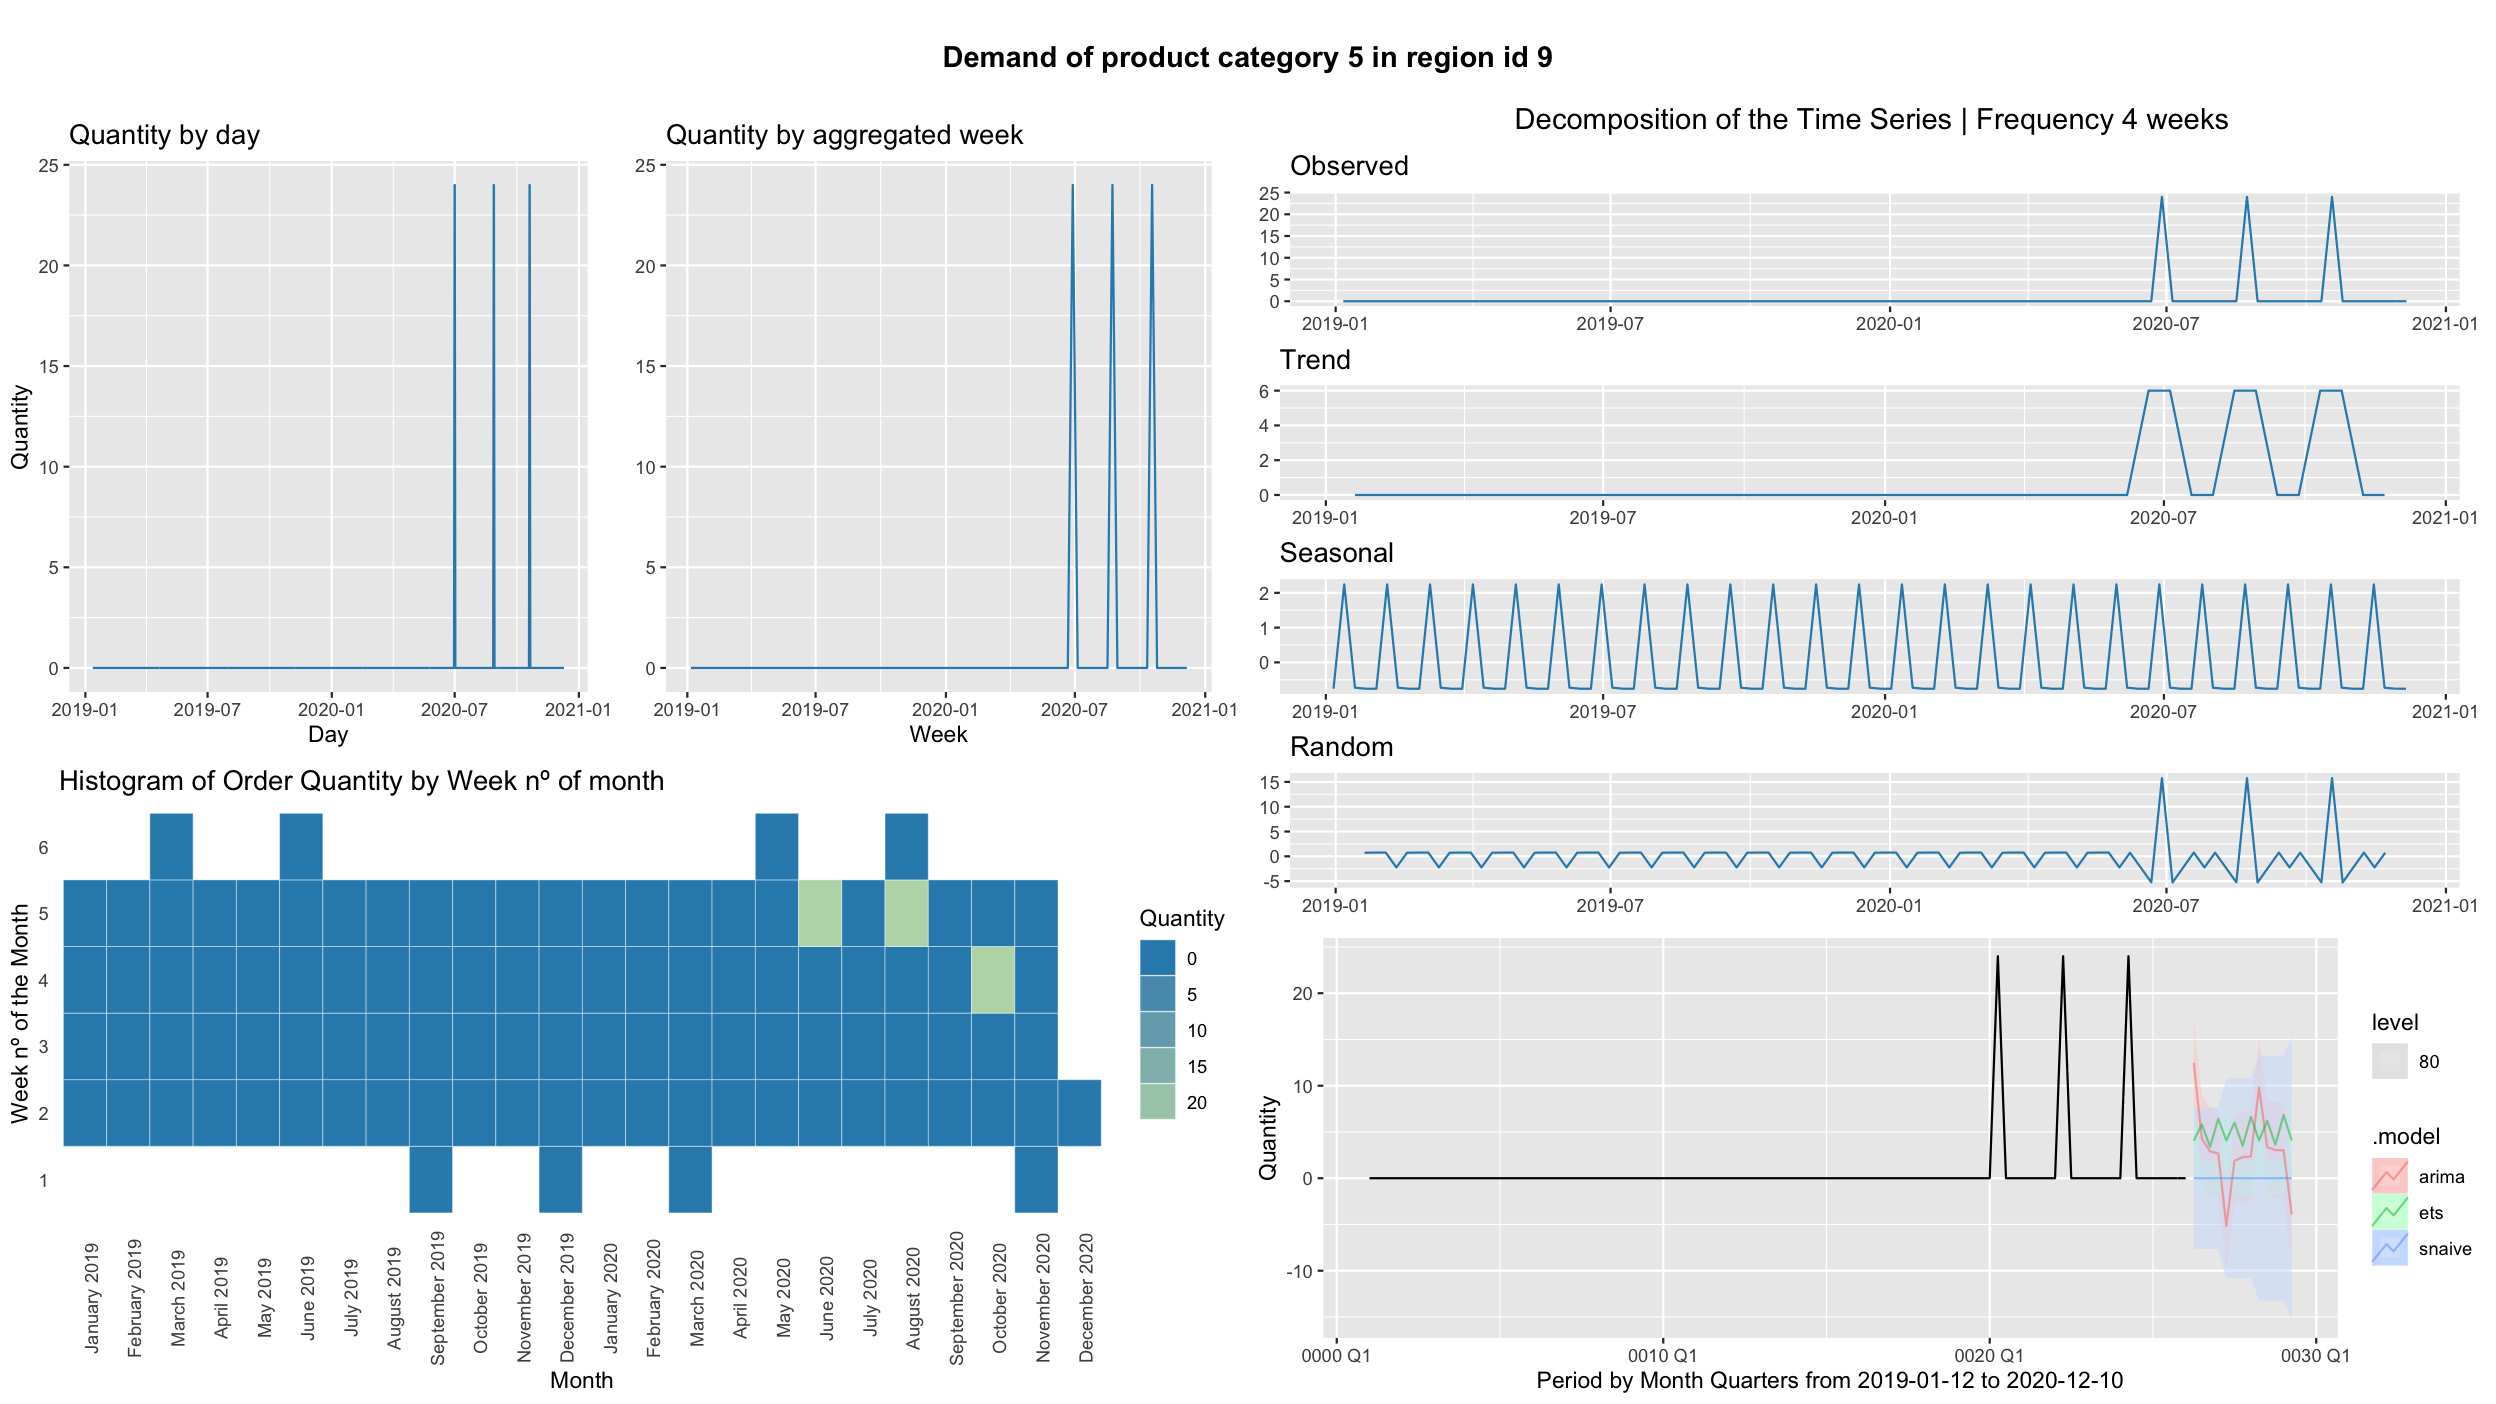 Demand of product category 5 in region id 9
Quantity by day
25
20
15
10
5
0
Quantity
2019-01 2019-07 2020-01 2020-07 2021-01
Day
Quantity by aggregated week
25
20
15
10
5
0
2019-01 2019-07 2020-01 2020-07 2021-01
Week
Decomposition of the Time Series | Frequency 4 weeks
Observed
25
20
15
10
5
0
2019-01 2019-07 2020-01 2020-07 2021-01
Trend
6
4
2
0
2019-01 2019-07 2020-01 2020-07 2021-01
Seasonal
2
1
0
2019-01 2019-07 2020-01 2020-07 2021-01
Random
15
10
5
0
-5
2019-01 2019-07 2020-01 2020-07 2021-01
Histogram of Order Quantity by Week nº of month
6
5
4
3
2
1
Week nº of the Month
January 2019
February 2019
March 2019
April 2019
May 2019
June 2019
July 2019
August 2019
September 2019
October 2019
November 2019
December 2019
January 2020
February 2020
March 2020
April 2020
May 2020
June 2020
July 2020
August 2020
September 2020
October 2020
November 2020
December 2020
Month
Quantity
0
5
10
15
20
20
10
0
-10
Quantity
0000 Q1 0010 Q1 0020 Q1 0030 Q1
Period by Month Quarters from 2019-01-12 to 2020-12-10
level
80
.model
arima
ets
snaive